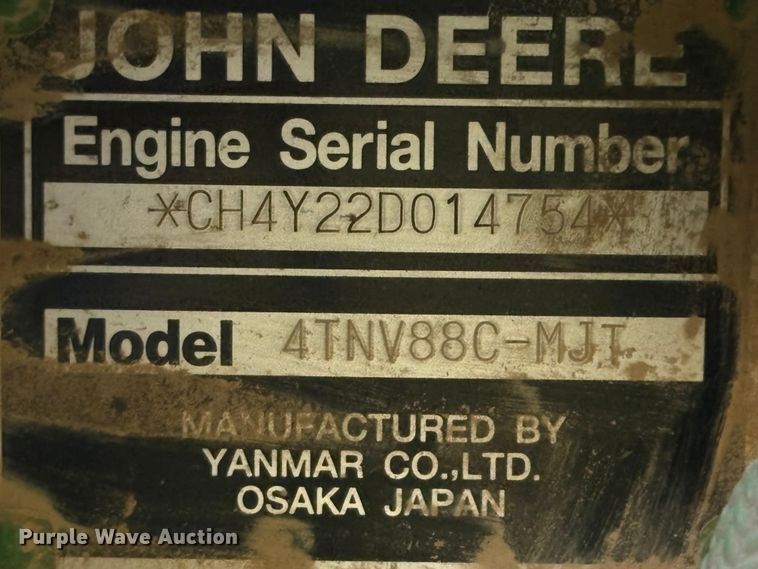 JOHN DEERE
Engine Serial Number
*CH4Y22D014754*
Model 4TNV88C-MJT
MANUFACTURED BY
YANMAR CO.,LTD.
OSAKA JAPAN
Purple Wave Auction